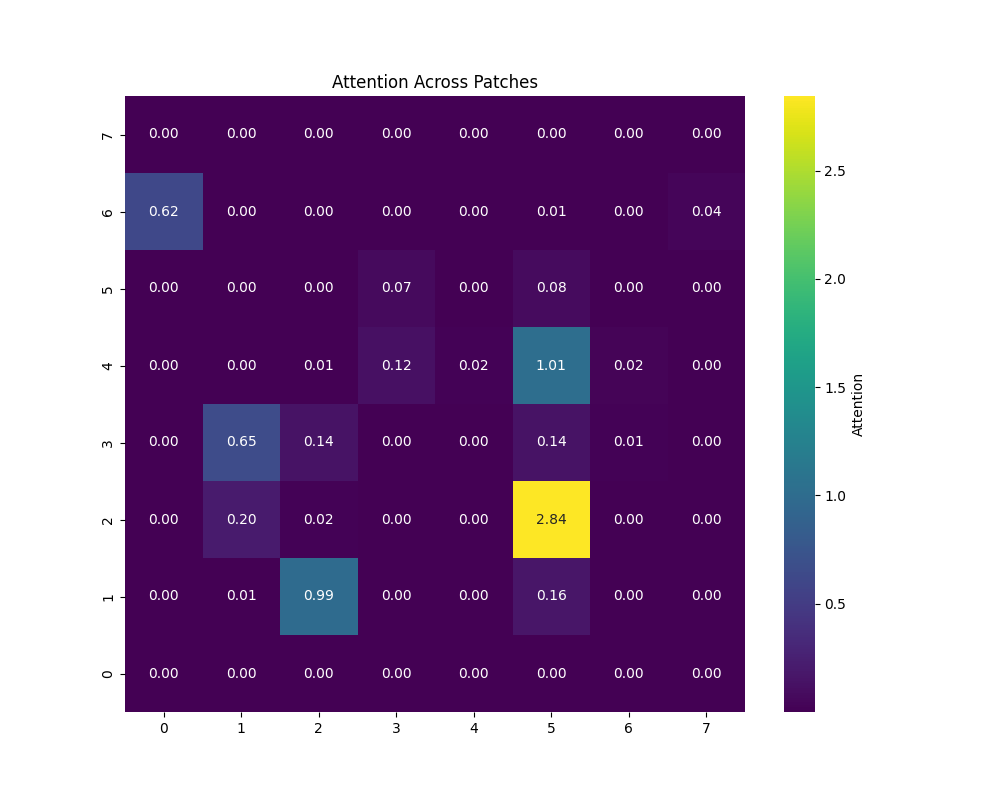 Attention Across Patches
7 0.00 0.00 0.00 0.00 0.00 0.00 0.00 0.00
6 0.62 0.00 0.00 0.00 0.00 0.01 0.00 0.04
5 0.00 0.00 0.00 0.07 0.00 0.08 0.00 0.00
4 0.00 0.00 0.01 0.12 0.02 1.01 0.02 0.00
3 0.00 0.65 0.14 0.00 0.00 0.14 0.01 0.00
2 0.00 0.20 0.02 0.00 0.00 2.84 0.00 0.00
1 0.00 0.01 0.99 0.00 0.00 0.16 0.00 0.00
0 0.00 0.00 0.00 0.00 0.00 0.00 0.00 0.00
0 1 2 3 4 5 6 7
2.5
2.0
1.5
1.0
0.5
Attention